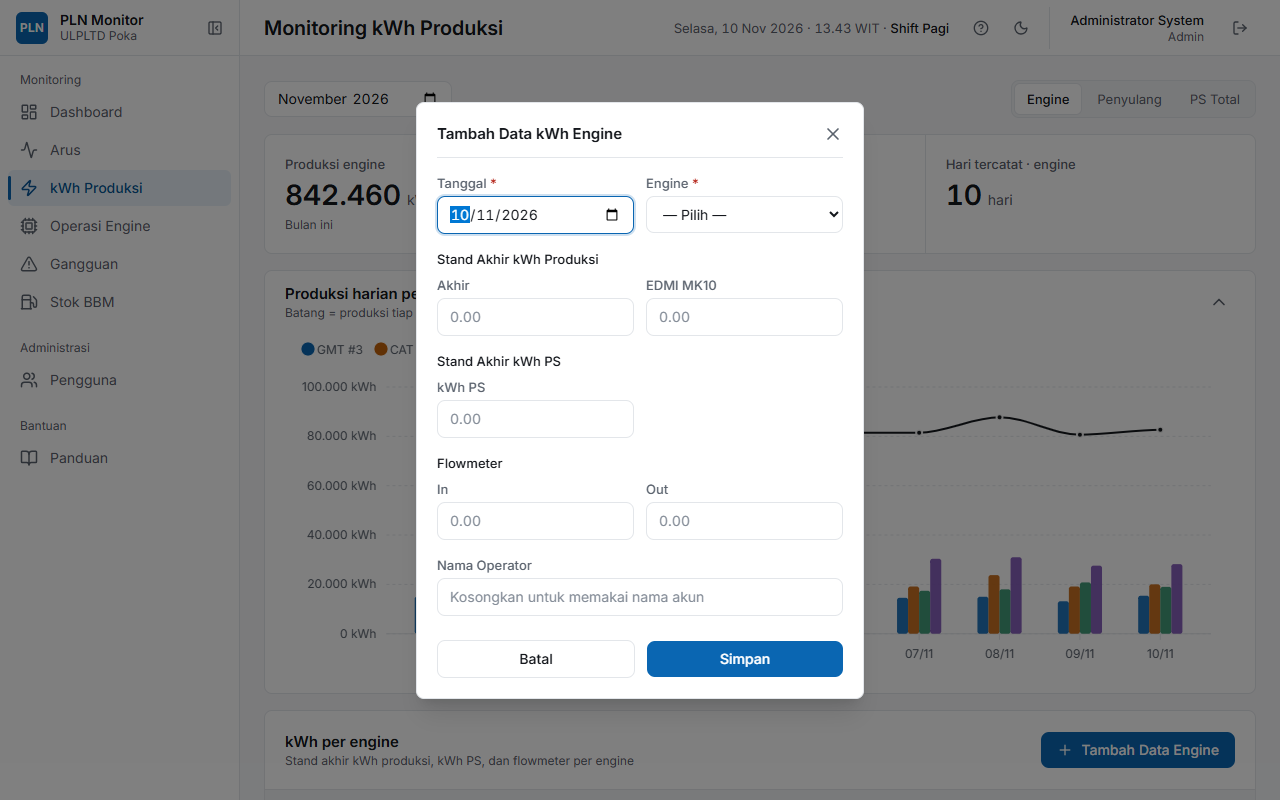 PLN
PLN Monitor
ULPLTD Poka
Monitoring kWh Produksi
Selasa, 10 Nov 2026 · 13.43 WIT · Shift Pagi
Administrator System
Admin
Monitoring
Dashboard
Arus
kWh Produksi
Operasi Engine
Gangguan
Stok BBM
Administrasi
Pengguna
Bantuan
Panduan
November 2026
Engine
Penyulang
PS Total
Produksi engine
842.460
Bulan ini
Hari tercatat · engine
10 hari
Produksi harian
Batang = produksi tiap
GMT #3
CAT
100.000 kWh
80.000 kWh
60.000 kWh
40.000 kWh
20.000 kWh
0 kWh
07/11
08/11
09/11
10/11
kWh per engine
Stand akhir kWh produksi, kWh PS, dan flowmeter per engine
+ Tambah Data Engine
Tambah Data kWh Engine
Tanggal *
Engine *
10/11/2026
— Pilih —
Stand Akhir kWh Produksi
Akhir
EDMI MK10
0.00
0.00
Stand Akhir kWh PS
kWh PS
0.00
Flowmeter
In
Out
0.00
0.00
Nama Operator
Kosongkan untuk memakai nama akun
Batal
Simpan